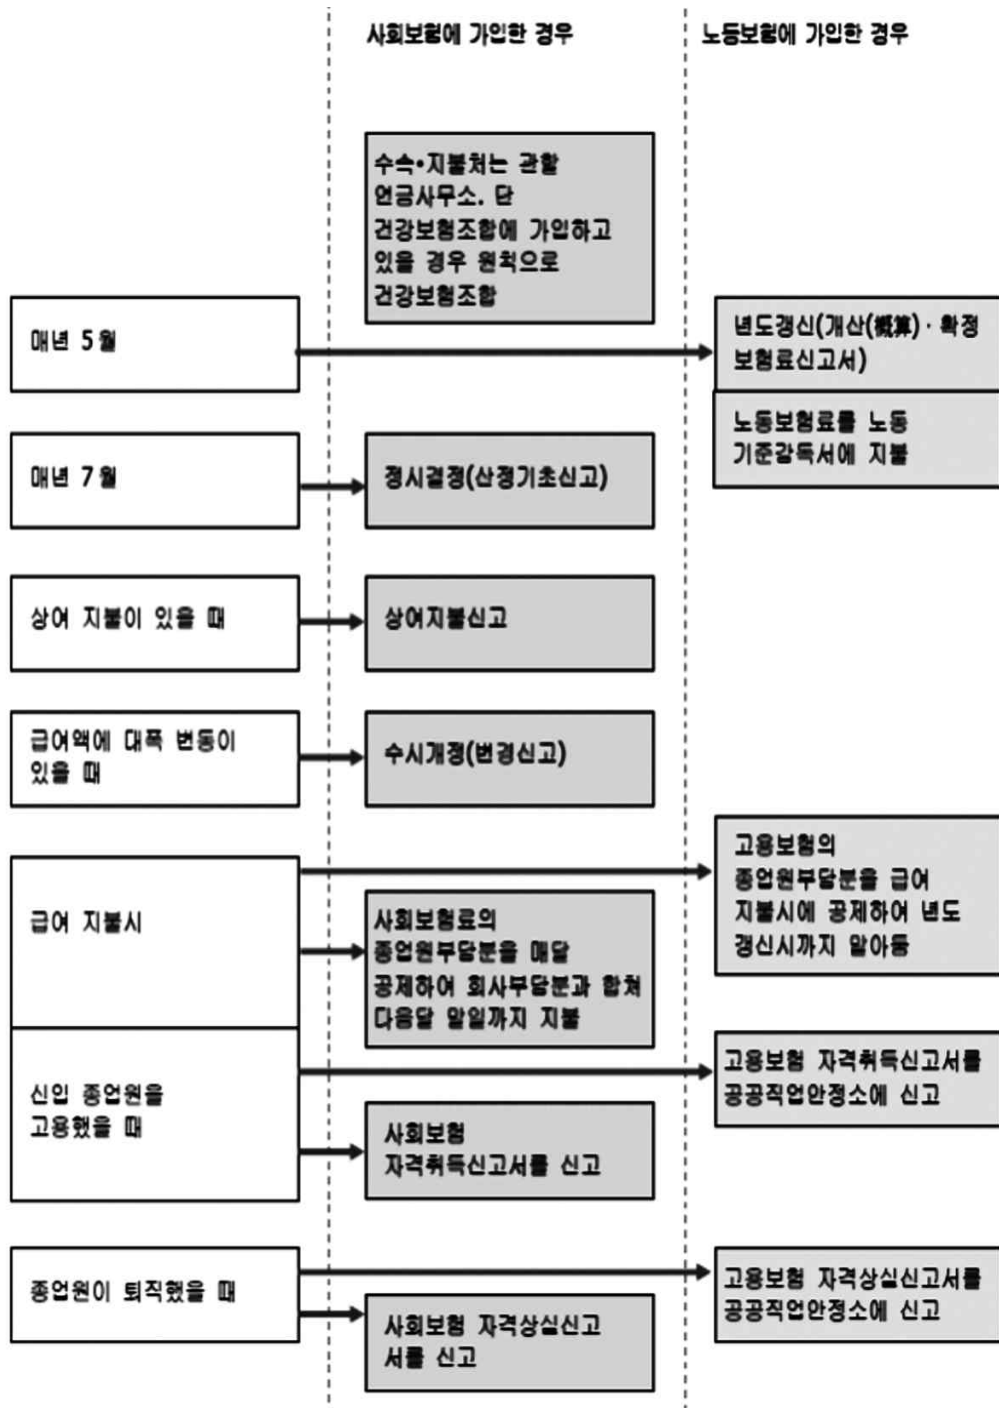 사회보험에 가입한 경우
노동보험에 가입한 경우
수속•지불처는 관할
연금사무소. 단
건강보험조합에 가입하고
있을 경우 원칙으로
건강보험조합
매년 5월
년도갱신(개산(概算)·확정
보험료신고서)
노동보험료를 노동
기준감독서에 지불
매년 7월
정시결정(산정기초신고)
상여 지불이 있을 때
상여지불신고
급여액에 대폭 변동이
있을 때
수시개정(변경신고)
급여 지불시
고용보험의
종업원부담분을 급여
지불시에 공제하여 년도
갱신시까지 맡아둠
사회보험료의
종업원부담분을 매달
공제하여 회사부담분과 합쳐
다음달 말일까지 지불
신입 종업원을
고용했을 때
고용보험 자격취득신고서를
공공직업안정소에 신고
사회보험
자격취득신고서를 신고
종업원이 퇴직했을 때
고용보험 자격상실신고서를
공공직업안정소에 신고
사회보험 자격상실신고
서를 신고